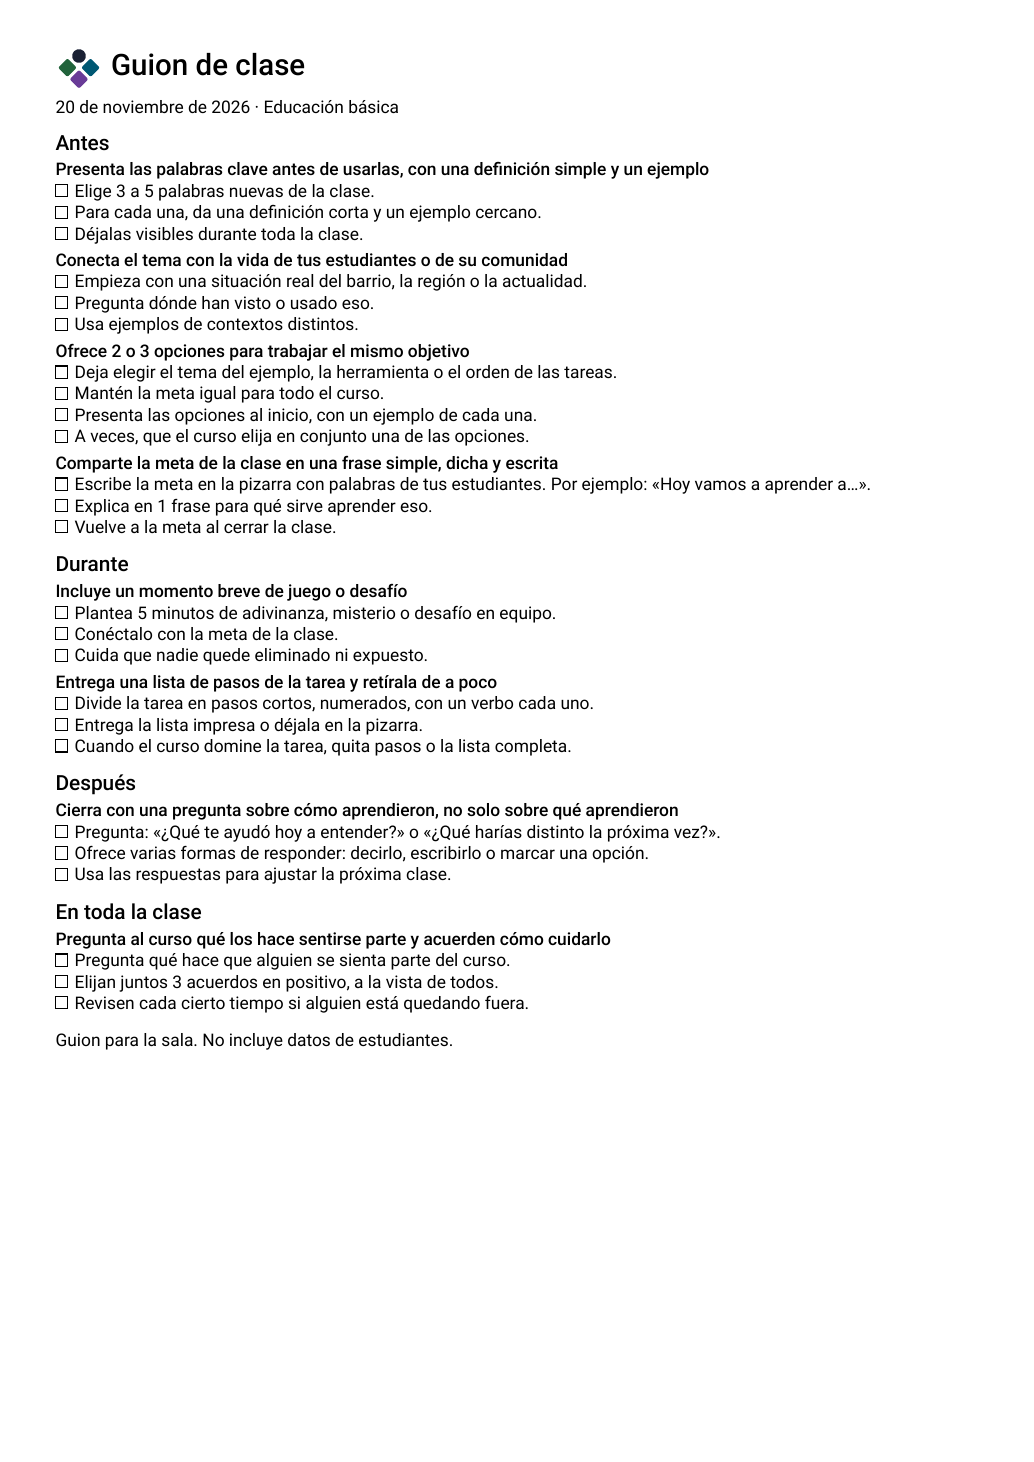 Guion de clase
20 de noviembre de 2026 · Educación básica
Antes
Presenta las palabras clave antes de usarlas, con una definición simple y un ejemplo
Elige 3 a 5 palabras nuevas de la clase.
Para cada una, da una definición corta y un ejemplo cercano.
Déjalas visibles durante toda la clase.
Conecta el tema con la vida de tus estudiantes o de su comunidad
Empieza con una situación real del barrio, la región o la actualidad.
Pregunta dónde han visto o usado eso.
Usa ejemplos de contextos distintos.
Ofrece 2 o 3 opciones para trabajar el mismo objetivo
Deja elegir el tema del ejemplo, la herramienta o el orden de las tareas.
Mantén la meta igual para todo el curso.
Presenta las opciones al inicio, con un ejemplo de cada una.
A veces, que el curso elija en conjunto una de las opciones.
Comparte la meta de la clase en una frase simple, dicha y escrita
Escribe la meta en la pizarra con palabras de tus estudiantes. Por ejemplo: «Hoy vamos a aprender a…».
Explica en 1 frase para qué sirve aprender eso.
Vuelve a la meta al cerrar la clase.
Durante
Incluye un momento breve de juego o desafío
Plantea 5 minutos de adivinanza, misterio o desafío en equipo.
Conéctalo con la meta de la clase.
Cuida que nadie quede eliminado ni expuesto.
Entrega una lista de pasos de la tarea y retírala de a poco
Divide la tarea en pasos cortos, numerados, con un verbo cada uno.
Entrega la lista impresa o déjala en la pizarra.
Cuando el curso domine la tarea, quita pasos o la lista completa.
Después
Cierra con una pregunta sobre cómo aprendieron, no solo sobre qué aprendieron
Pregunta: «¿Qué te ayudó hoy a entender?» o «¿Qué harías distinto la próxima vez?».
Ofrece varias formas de responder: decirlo, escribirlo o marcar una opción.
Usa las respuestas para ajustar la próxima clase.
En toda la clase
Pregunta al curso qué los hace sentirse parte y acuerden cómo cuidarlo
Pregunta qué hace que alguien se sienta parte del curso.
Elijan juntos 3 acuerdos en positivo, a la vista de todos.
Revisen cada cierto tiempo si alguien está quedando fuera.
Guion para la sala. No incluye datos de estudiantes.